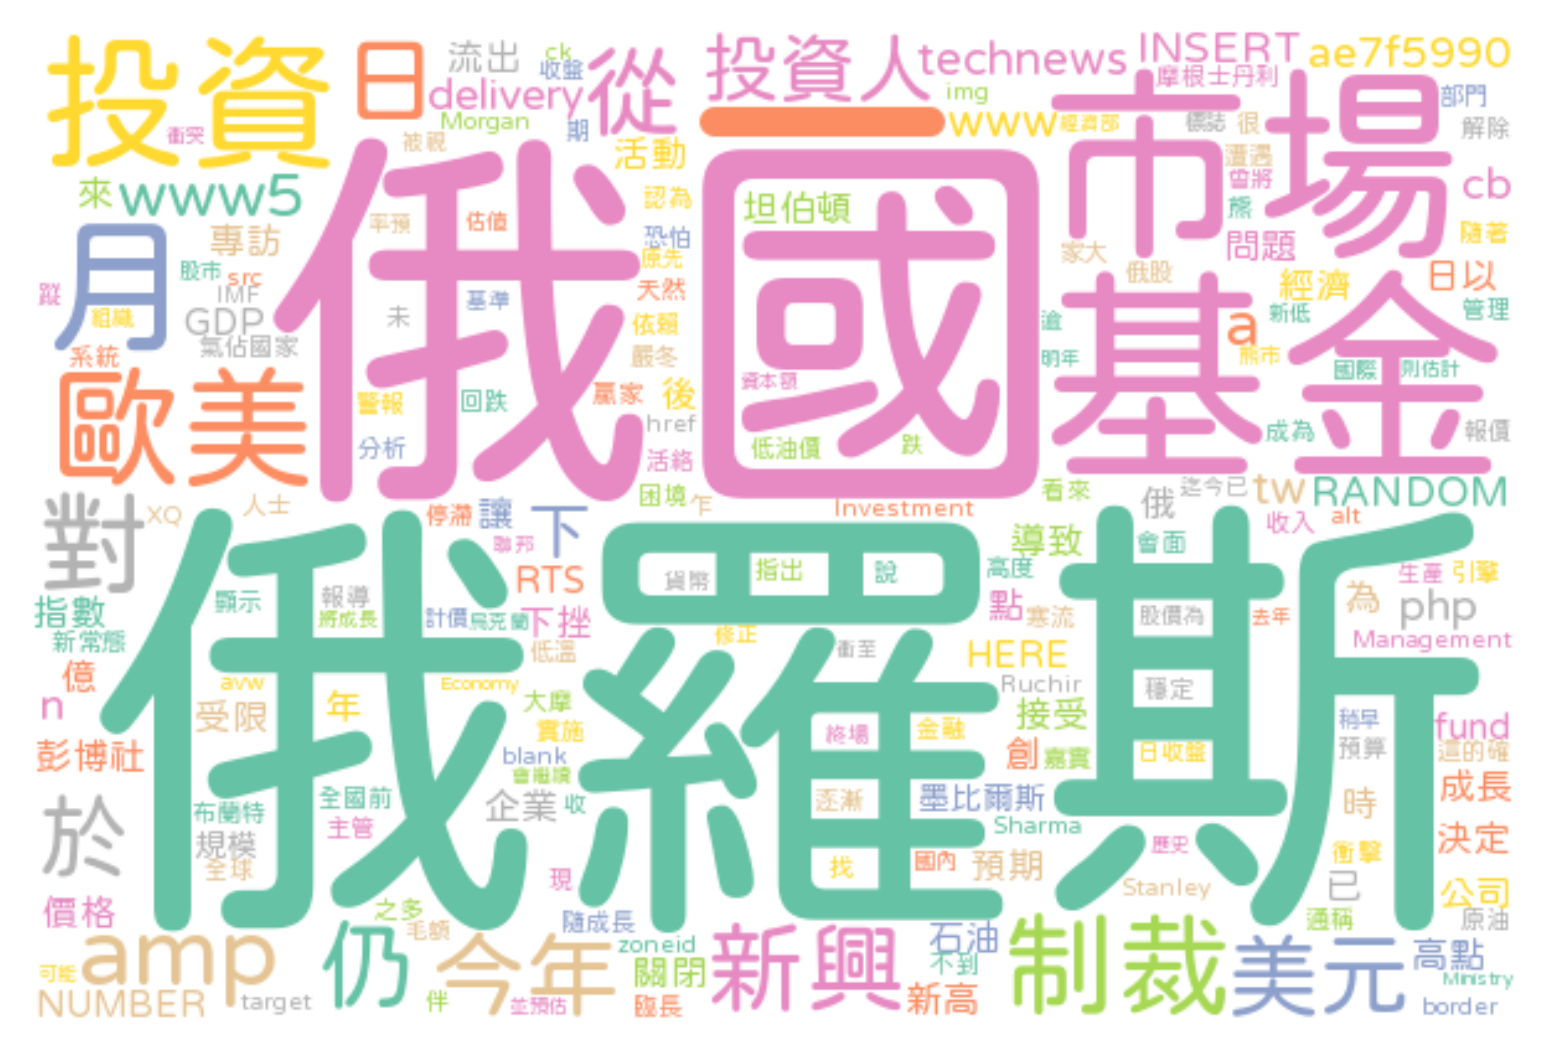 投資
日
流出
ck
收盤
從
投資人
technews
INSERT
ae7f5990
摩根士丹利
delivery
img
部門
衝突
Morgan
期
被視
一
www
經濟部
標誌
很
市場
解除
活動
遭遇
來
www5
認為
坦伯頓
曾將
cb
熊
俄國
率預
估值
月
專訪
恐怕
家大
問題
隨著
原先
股市
src
俄股
經濟
日以
蹤
IMF
天然
基準
組織
GDP
未
依賴
逾
新低
a
管理
基金
氣佔國家
系統
嚴冬
明年
熊市
國際
則估計
歐美
資本額
警報
回跌
贏家
後
href
成為
報價
分析
活絡
低油價
跌
對
XQ
人士
困境
乍
看來
迄今已
tw
RANDOM
停滯
讓
下
Investment
俄
收入
alt
聯邦
導致
會面
RTS
貨幣
指出
說
高度
生產
引擎
指數
顯示
報導
將成長
計價
烏克蘭
下挫
點
寒流
股價為
去年
為
php
新常態
修正
Management
俄羅斯
低溫
衝至
HERE
億
avw
Economy
Ruchir
穩定
n
受限
年
大摩
實施
金融
接受
稍早
fund
彭博社
blank
終場
創
嘉實
日收盤
預算
這的確
會繼續
布蘭特
全國前
企業
收
逐漸
墨比爾斯
時
成長
於
主管
Sharma
規模
歷史
決定
全球
找
國內
預期
衝擊
現
Stanley
已
公司
價格
之多
隨成長
通稱
原油
毛額
amp
仍
今年
zoneid
新興
石油
制裁
美元
高點
可能
關閉
不到
Ministry
NUMBER
target
伴
並預估
臨長
新高
border